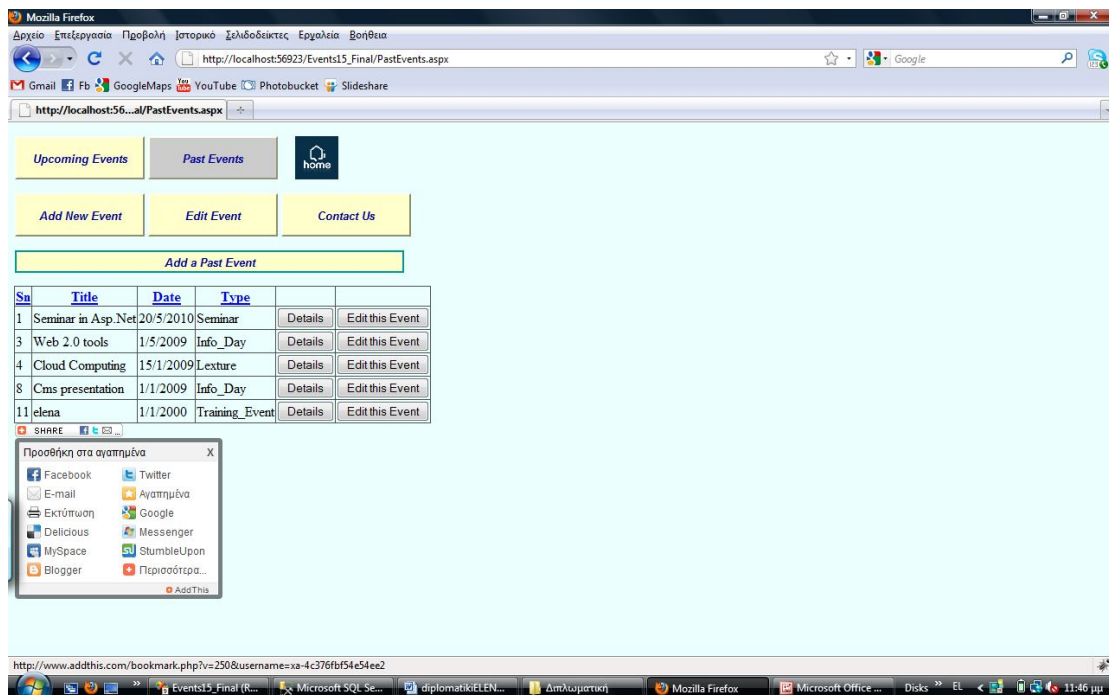 Mozilla Firefox
Αρχείο Επεξεργασία Προβολή Ιστορικό Σελιδοδείκτες Εργαλεία Βοήθεια
http://localhost:56923/Events15_Final/PastEvents.aspx Google
Gmail Fb GoogleMaps YouTube Photobucket Slideshare
http://localhost:56...al/PastEvents.aspx
Upcoming Events Past Events home
Add New Event Edit Event Contact Us
Add a Past Event
Sn Title Date Type
1 Seminar in Asp.Net 20/5/2010 Seminar Details Edit this Event
3 Web 2.0 tools 1/5/2009 Info_Day Details Edit this Event
4 Cloud Computing 15/1/2009 Lexture Details Edit this Event
8 Cms presentation 1/1/2009 Info_Day Details Edit this Event
11 elena 1/1/2000 Training_Event Details Edit this Event
SHARE ...
Προσθήκη στα αγαπημένα X
Facebook Twitter
E-mail Αγαπημένα
Εκτύπωση Google
Delicious Messenger
MySpace StumbleUpon
Blogger Περισσότερα...
AddThis
http://www.addthis.com/bookmark.php?v=250&username=xa-4c376fbf54e54ee2
Events15_Final (R... Microsoft SQL Se... diplomatikiELEN... Διπλωματική Mozilla Firefox Microsoft Office ... Disks » EL 11:46 μμ